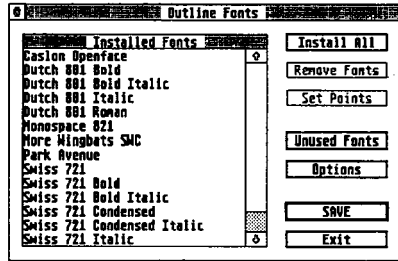 Outline Fonts
Installed Fonts
Caslon Openface
Dutch 801 Bold
Dutch 801 Bold Italic
Dutch 801 Italic
Dutch 801 Roman
Monospace 821
More Wingbats SWC
Park Avenue
Swiss 721
Swiss 721 Bold
Swiss 721 Bold Italic
Swiss 721 Condensed
Swiss 721 Condensed Italic
Swiss 721 Italic
Install All
Remove Fonts
Set Points
Unused Fonts
Options
SAVE
Exit